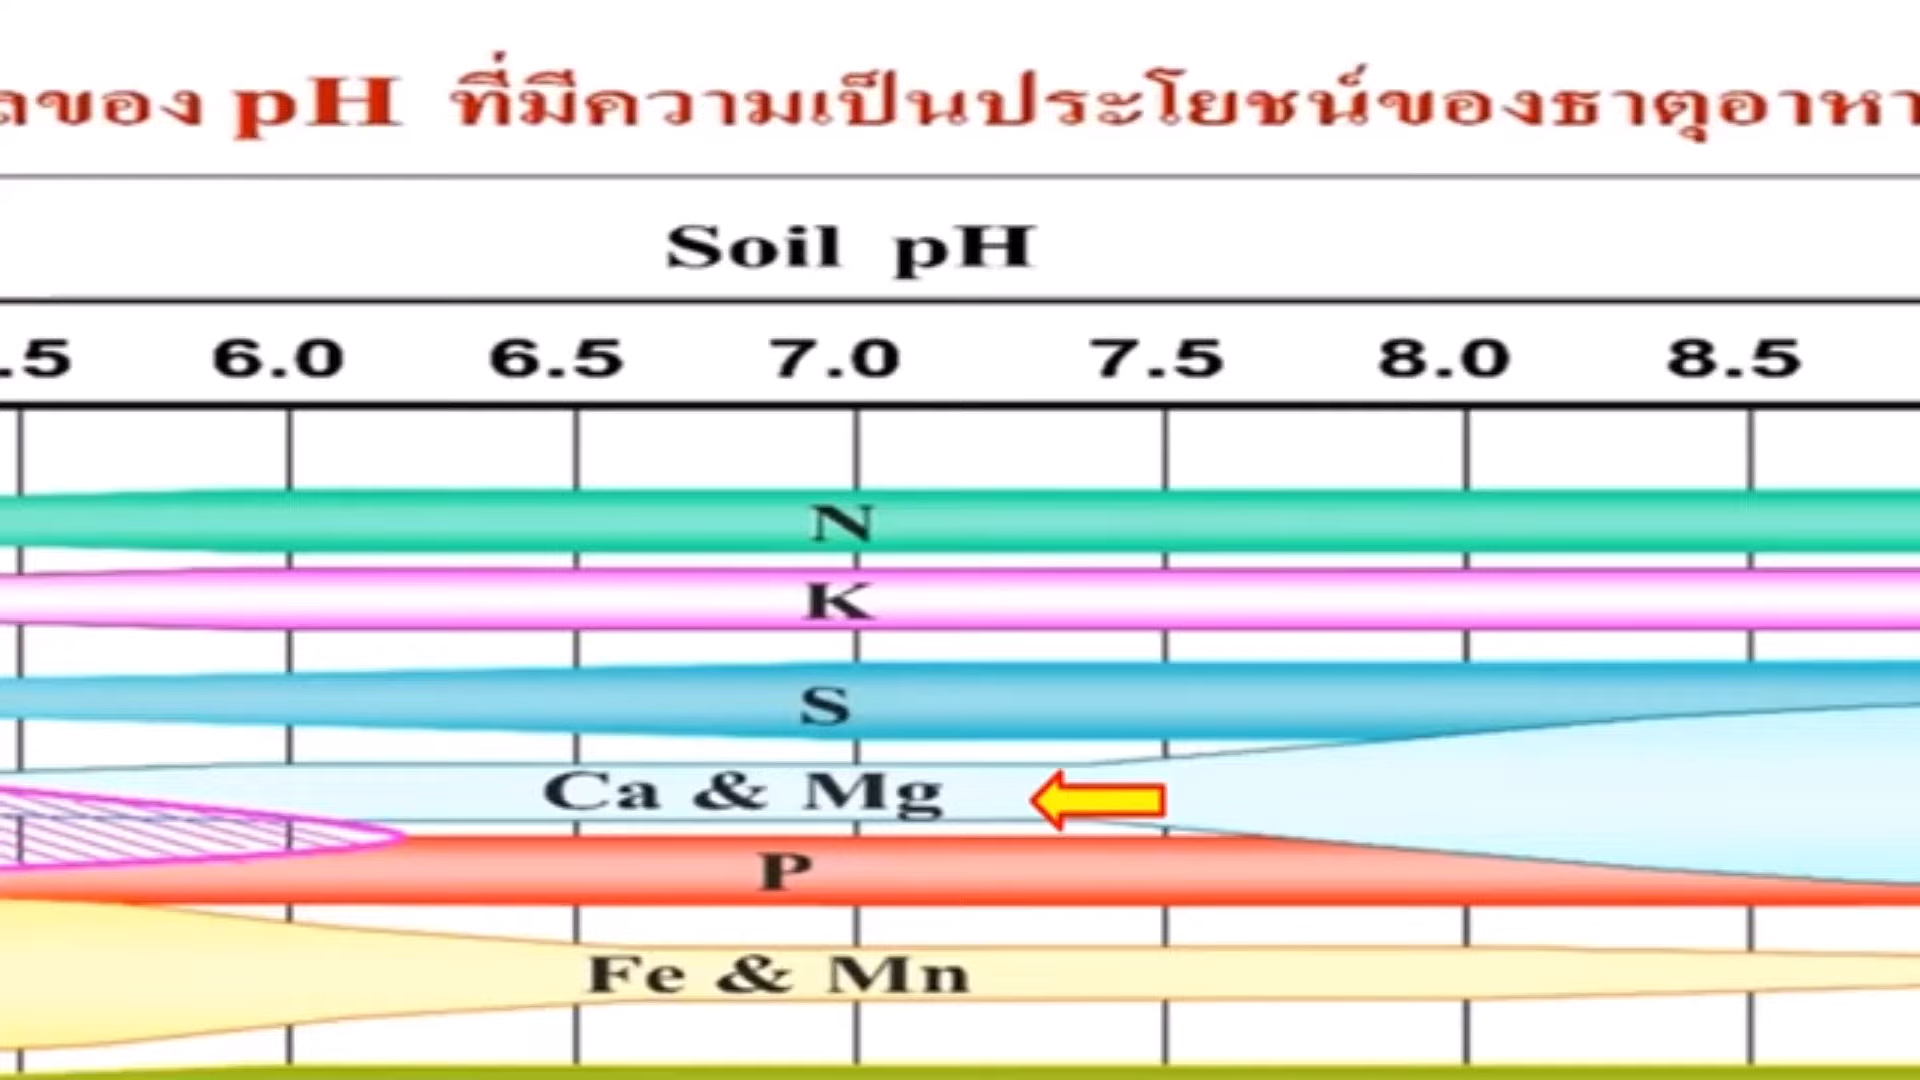 ของ pH ที่มีความเป็นประโยชน์ของธาตุอาหา
Soil pH
.5 6.0 6.5 7.0 7.5 8.0 8.5
N
K
S
Ca & Mg
P
Fe & Mn